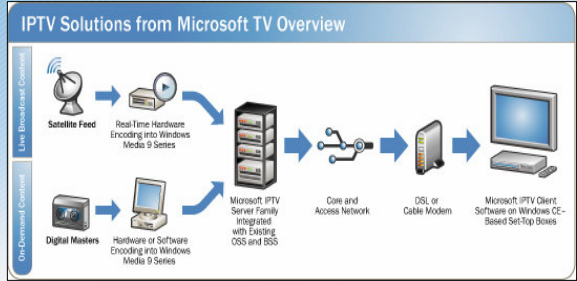 IPTV Solutions from Microsoft TV Overview
Live Broadcast Content
Satellite Feed
Real-Time Hardware
Encoding into Windows
Media 9 Series
On-Demand Content
Digital Masters
Hardware or Software
Encoding into Windows
Media 9 Series
Microsoft IPTV
Server Family
Integrated
with Existing
OSS and BSS
Core and
Access Network
DSL or
Cable Modem
Microsoft IPTV Client
Software on Windows CE–
Based Set-Top Boxes